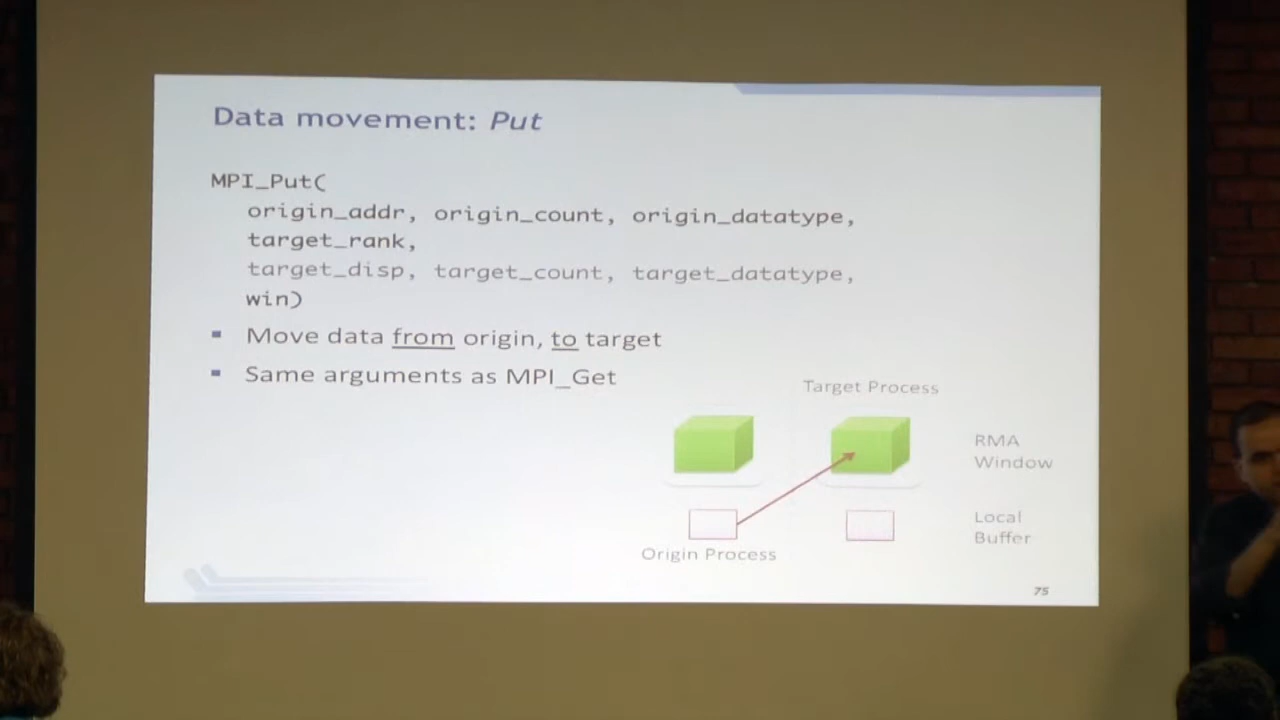 Data movement: Put
MPI_Put(
origin_addr, origin_count, origin_datatype,
target_rank,
target_disp, target_count, target_datatype,
win)
Move data from origin, to target
Same arguments as MPI_Get
Target Process
RMA
Window
Local
Buffer
Origin Process
75